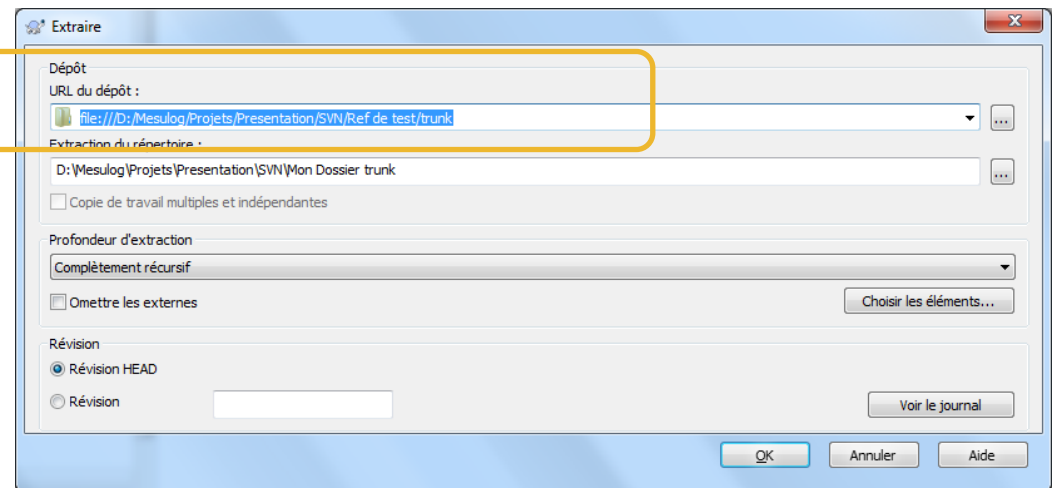 Extraire
Dépôt
URL du dépôt :
file:///D:/Mesulog/Projets/Presentation/SVN/Ref de test/trunk
...
Extraction du répertoire :
D:\Mesulog\Projets\Presentation\SVN\Mon Dossier trunk
...
Copie de travail multiples et indépendantes
Profondeur d'extraction
Complètement récursif
Omettre les externes
Choisir les éléments...
Révision
Révision HEAD
Révision
Voir le journal
OK
Annuler
Aide